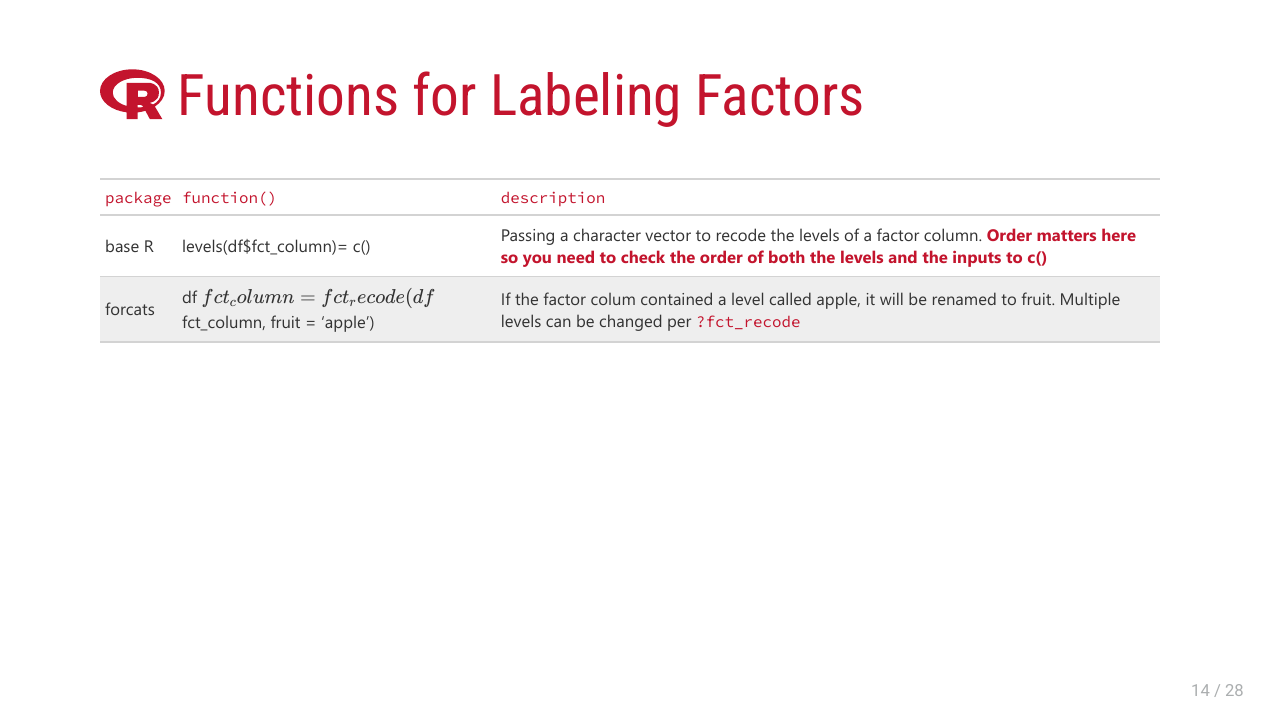 R Functions for Labeling Factors
package function() description
base R levels(df$fct_column)= c() Passing a character vector to recode the levels of a factor column. Order matters here
so you need to check the order of both the levels and the inputs to c()
forcats df fct_column = fct_recode(df
fct_column, fruit = ‘apple’)
If the factor colum contained a level called apple, it will be renamed to fruit. Multiple
levels can be changed per ?fct_recode
14 / 28